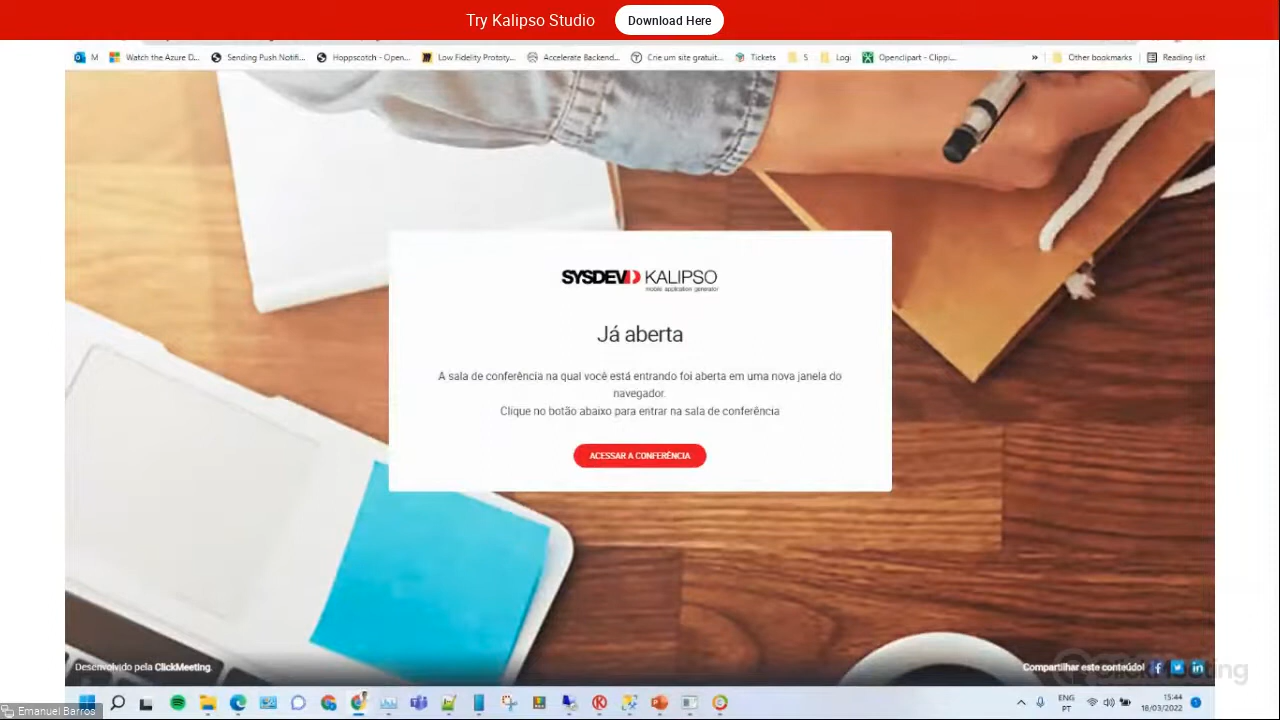 Try Kalipso Studio Download Here
M Watch the Azure D... Sending Push Notifi... Hoppscotch - Open... Low Fidelity Prototy... Accelerate Backend... Crie um site gratuit... Tickets S Logi Openclipart - Clippi... » Other bookmarks Reading list
SYSDEV KALIPSO
mobile application generator
Já aberta
A sala de conferência na qual você está entrando foi aberta em uma nova janela do
navegador.
Clique no botão abaixo para entrar na sala de conferência
ACESSAR A CONFERÊNCIA
Desenvolvido pela ClickMeeting. Compartilhar este conteúdo!
ENG
PT
15:44
18/03/2022
Emanuel Barros